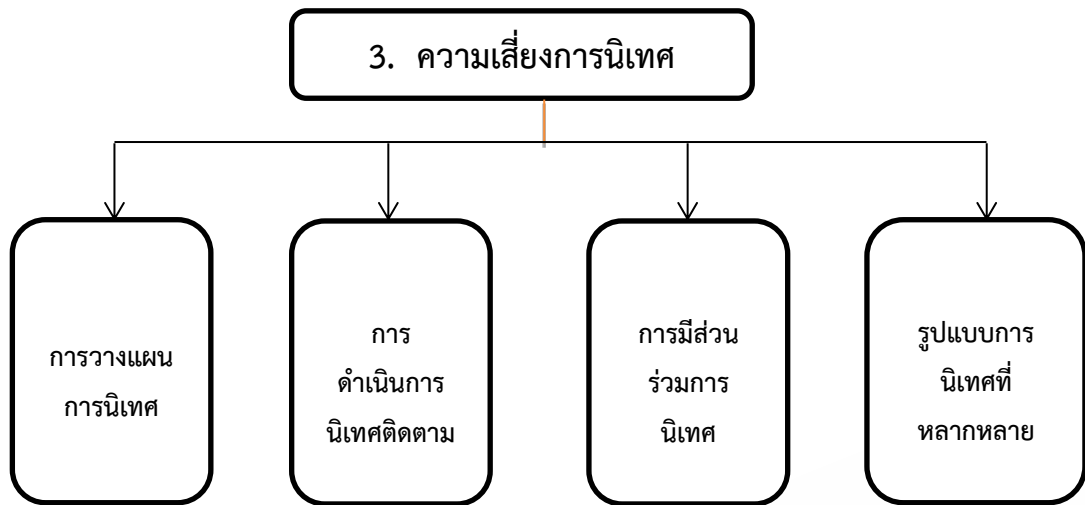 3. ความเสี่ยงการนิเทศ
การวางแผน
การนิเทศ
การ
ดำเนินการ
นิเทศติดตาม
การมีส่วน
ร่วมการ
นิเทศ
รูปแบบการ
นิเทศที่
หลากหลาย